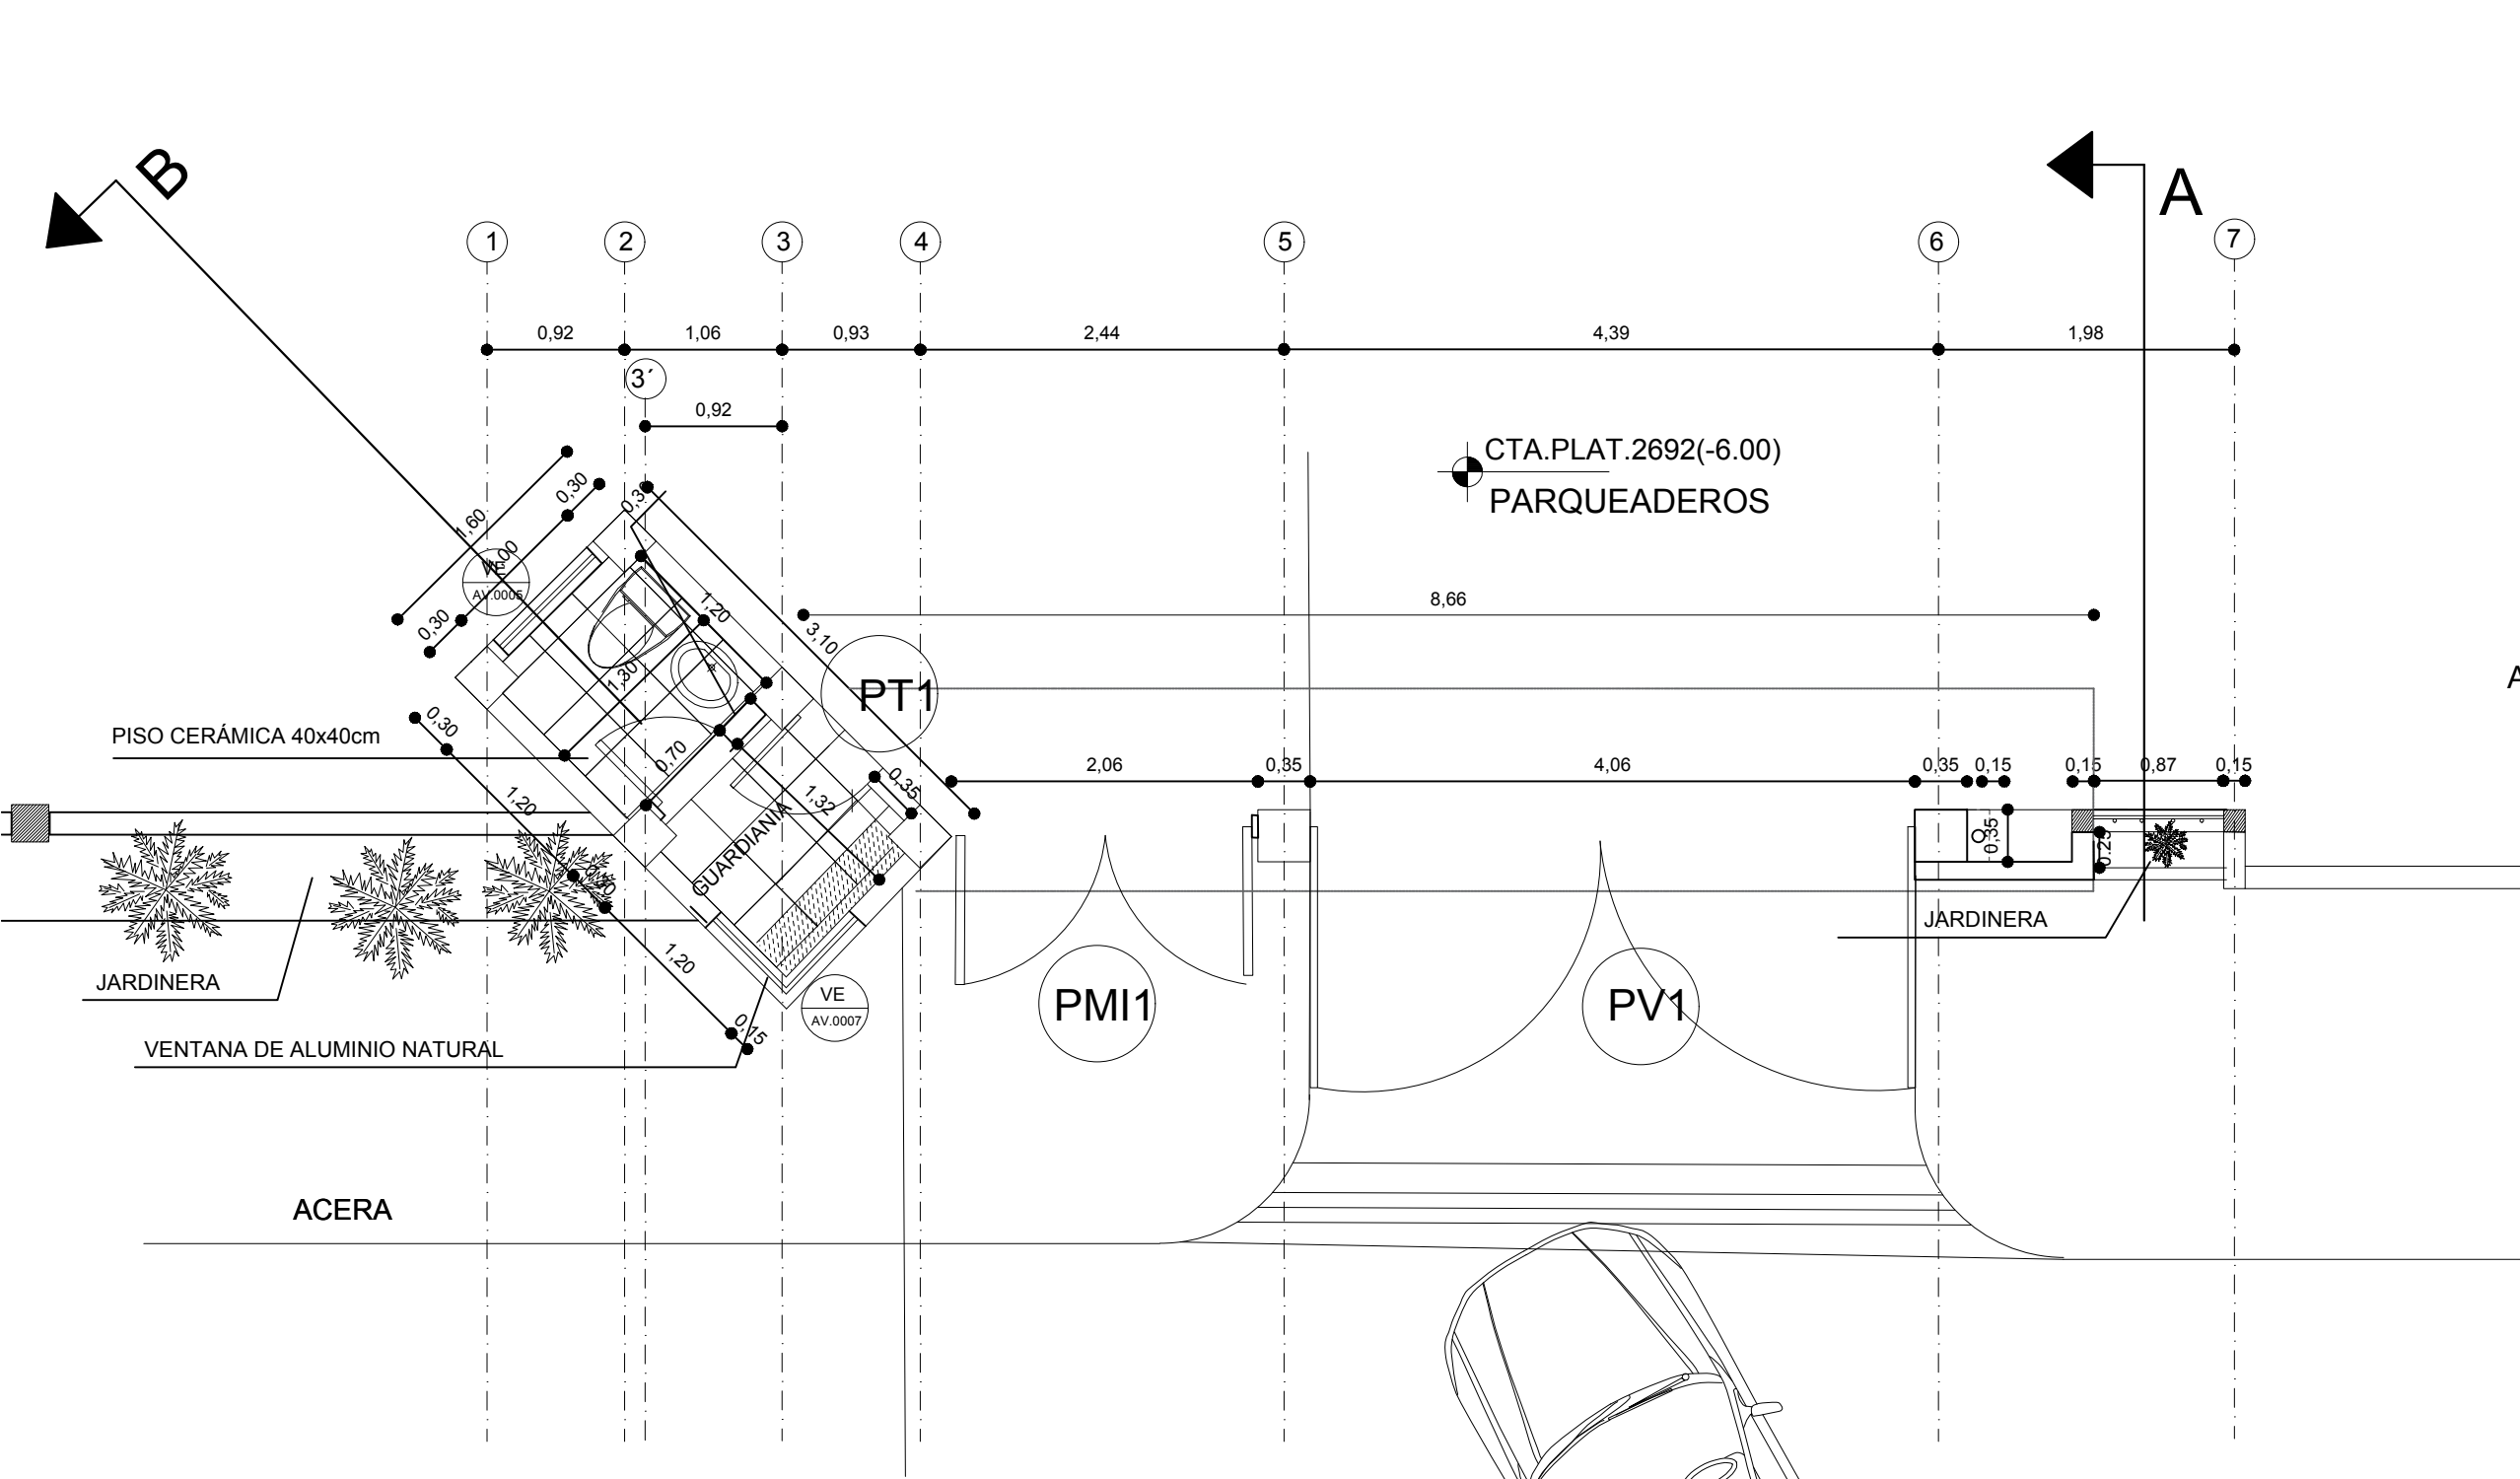 B
A
1
2
3
4
5
6
7
0,92
1,06
0,93
2,44
4,39
1,98
3´
0,92
CTA.PLAT.2692(-6.00)
PARQUEADEROS
1,60
0,30
VE
AV.0005
0,30
1,20
3,10
8,66
1,30
PT1
0,30
PISO CERÁMICA 40x40cm
0,70
2,06
0,35
4,06
0,35
0,15
0,15
0,87
0,15
1,20
1,32
0,35
0,35
0.25
GUARDIANIA
JARDINERA
1,20
JARDINERA
VE
AV.0007
PMI1
PV1
0,15
VENTANA DE ALUMINIO NATURAL
ACERA